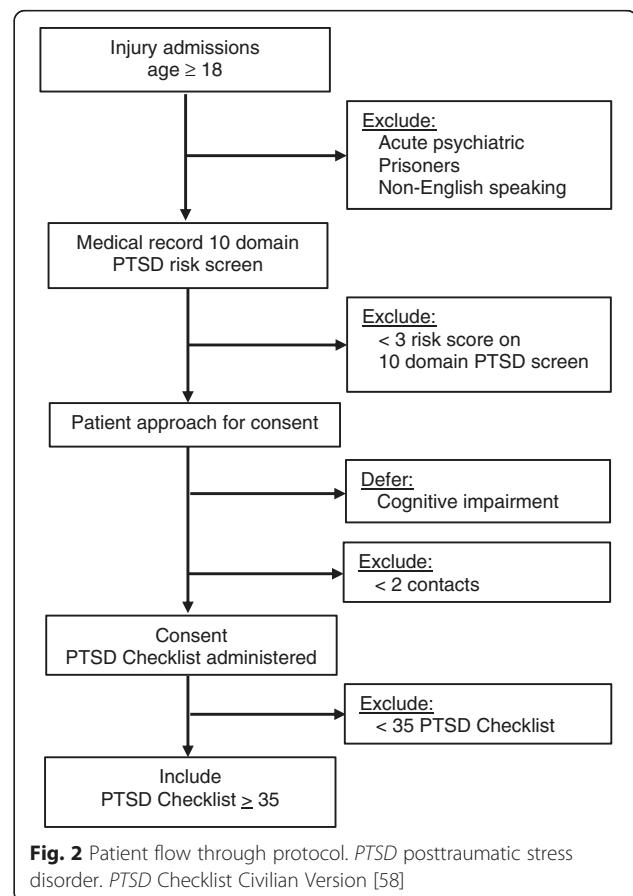 Injury admissions
age ≥ 18
Exclude:
Acute psychiatric
Prisoners
Non-English speaking
Medical record 10 domain
PTSD risk screen
Exclude:
< 3 risk score on
10 domain PTSD screen
Patient approach for consent
Defer:
Cognitive impairment
Exclude:
< 2 contacts
Consent
PTSD Checklist administered
Exclude:
< 35 PTSD Checklist
Include
PTSD Checklist ≥ 35
Fig. 2 Patient flow through protocol. PTSD posttraumatic stress
disorder. PTSD Checklist Civilian Version [58]